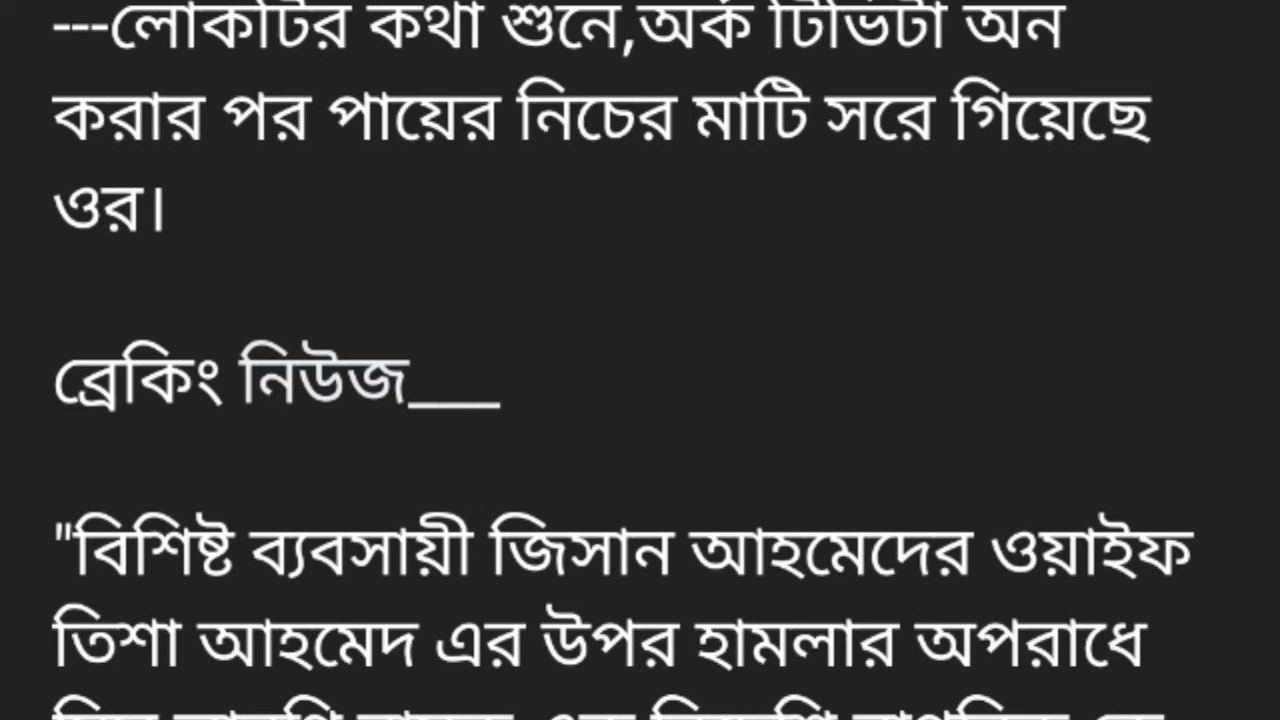 ---লোকটির কথা শুনে,অর্ক টিভিটা অন
করার পর পায়ের নিচের মাটি সরে গিয়েছে
ওর।
ব্রেকিং নিউজ___
"বিশিষ্ট ব্যবসায়ী জিসান আহমেদের ওয়াইফ
তিশা আহমেদ এর উপর হামলার অপরাধে